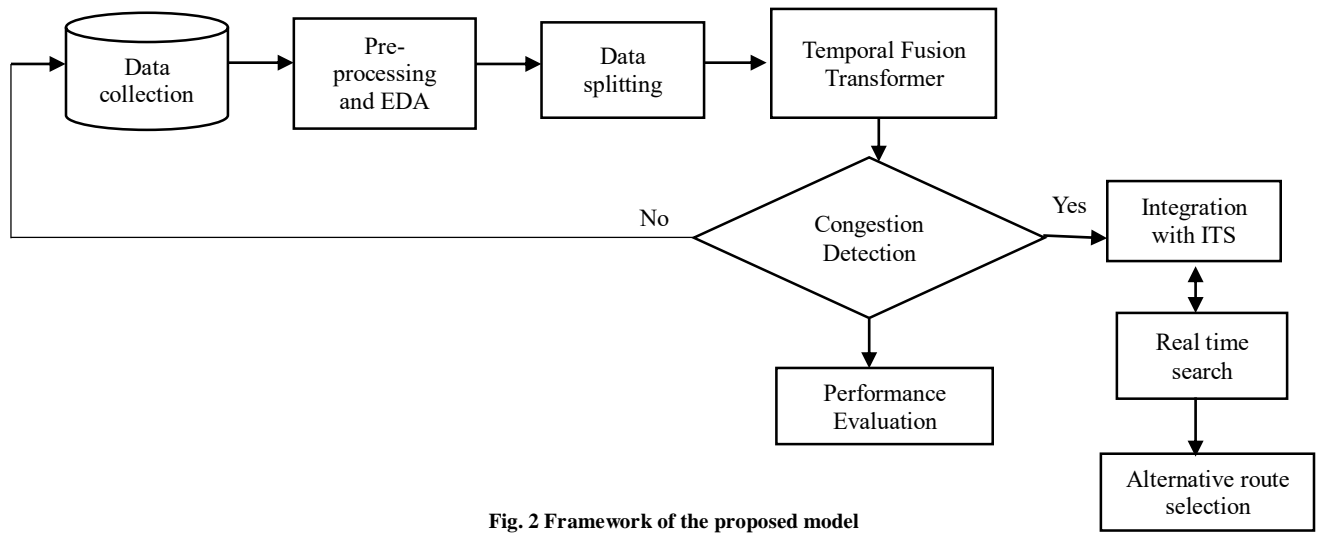 Data
collection
Pre-
processing
and EDA
Data
splitting
Temporal Fusion
Transformer
No
Congestion
Detection
Yes
Integration
with ITS
Real time
search
Performance
Evaluation
Alternative route
selection
Fig. 2 Framework of the proposed model